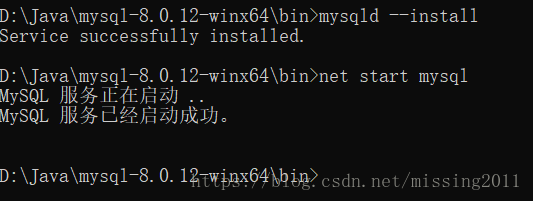 D:\Java\mysql-8.0.12-winx64\bin>mysqld --install
Service successfully installed.
D:\Java\mysql-8.0.12-winx64\bin>net start mysql
MySQL 服务正在启动 ..
MySQL 服务已经启动成功。
D:\Java\mysql-8.0.12-winx64\bin>
https://blog.csdn.net/missing2011